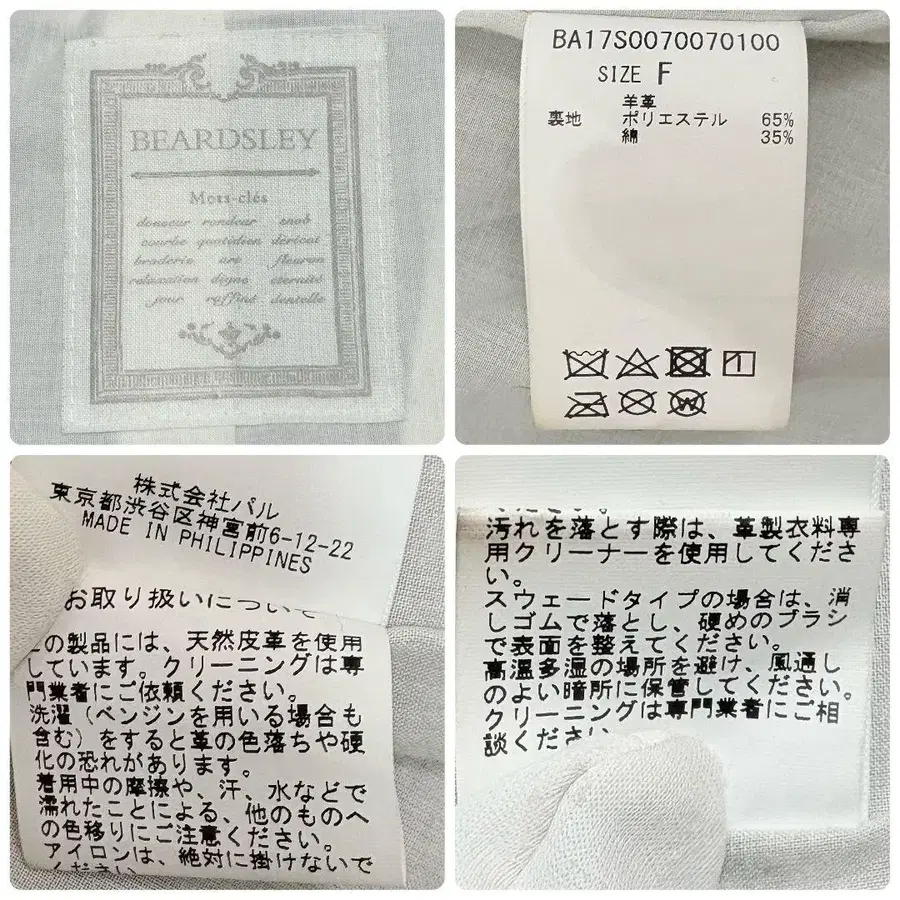 BEARDSLEY
Mots-clés
douceur rondeur snob
courbe quotidien dericat
braderie art fleuron
relaxation digne eternité
jour raffiné dentelle
BA17S0070070100
SIZE F
羊革
裏地 ポリエステル 65%
綿 35%
株式会社パル
東京都渋谷区神宮前6-12-22
MADE IN PHILIPPINES
お取り扱いについて
この製品には、天然皮革を使用
しています。クリーニングは専
門業者にご依頼ください。
洗濯（ベンジンを用いる場合も
含む）をすると革の色落ちや硬
化の恐れがあります。
着用中の摩擦や、汗、水などで
濡れたことによる、他のものへ
の色移りにご注意ください。
アイロンは、絶対に掛けないで
ください。
ください。
汚れを落とす際は、革製衣料専
用クリーナーを使用してくださ
い。
スウェードタイプの場合は、消
しゴムで落とし、硬めのブラシ
で表面を整えてください。
高温多湿の場所を避け、風通し
のよい暗所に保管してください。
クリーニングは専門業者にご相
談ください。